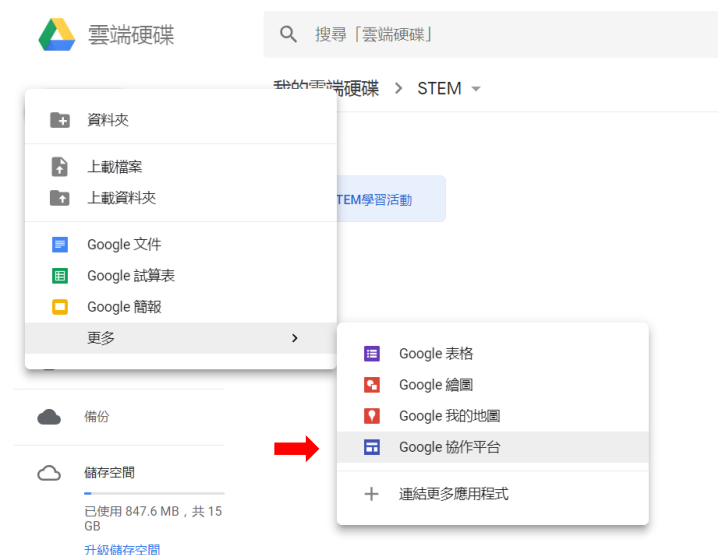 雲端硬碟
搜尋「雲端硬碟」
我的雲端硬碟 > STEM
資料夾
上載檔案
上載資料夾
TEM學習活動
Google 文件
Google 試算表
Google 簡報
更多
Google 表格
Google 繪圖
Google 我的地圖
Google 協作平台
連結更多應用程式
備份
儲存空間
已使用 847.6 MB，共 15
GB
升級儲存空間